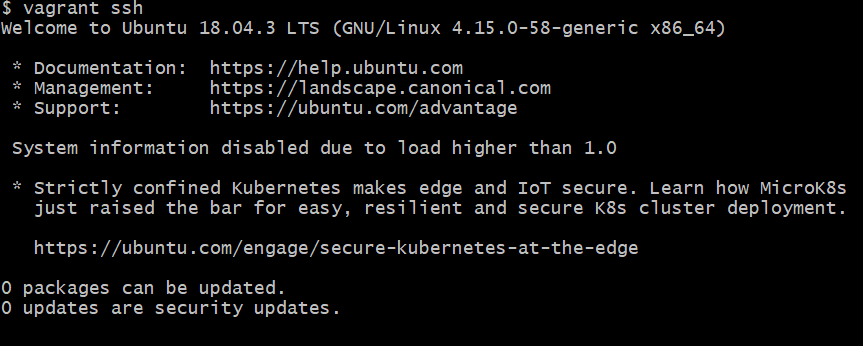 $ vagrant ssh
Welcome to Ubuntu 18.04.3 LTS (GNU/Linux 4.15.0-58-generic x86_64)
* Documentation:  https://help.ubuntu.com
* Management:     https://landscape.canonical.com
* Support:        https://ubuntu.com/advantage
System information disabled due to load higher than 1.0
* Strictly confined Kubernetes makes edge and IoT secure. Learn how MicroK8s
just raised the bar for easy, resilient and secure K8s cluster deployment.
https://ubuntu.com/engage/secure-kubernetes-at-the-edge
0 packages can be updated.
0 updates are security updates.